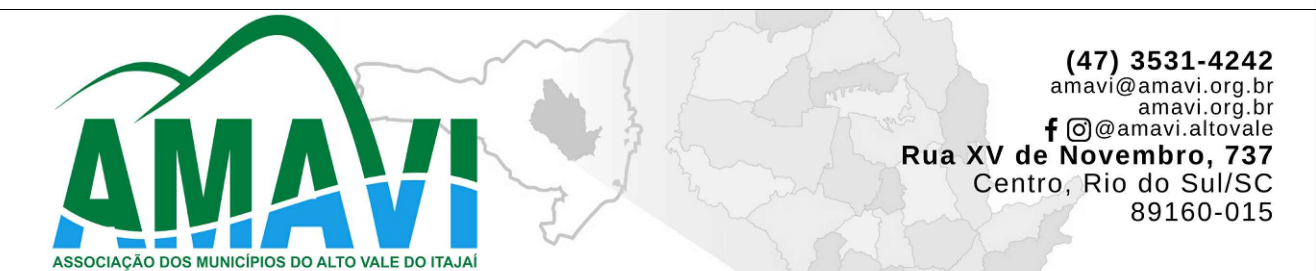 AMAVI
ASSOCIAÇÃO DOS MUNICÍPIOS DO ALTO VALE DO ITAJAÍ
(47) 3531-4242
amavi@amavi.org.br
amavi.org.br
@amavi.altovale
Rua XV de Novembro, 737
Centro, Rio do Sul/SC
89160-015